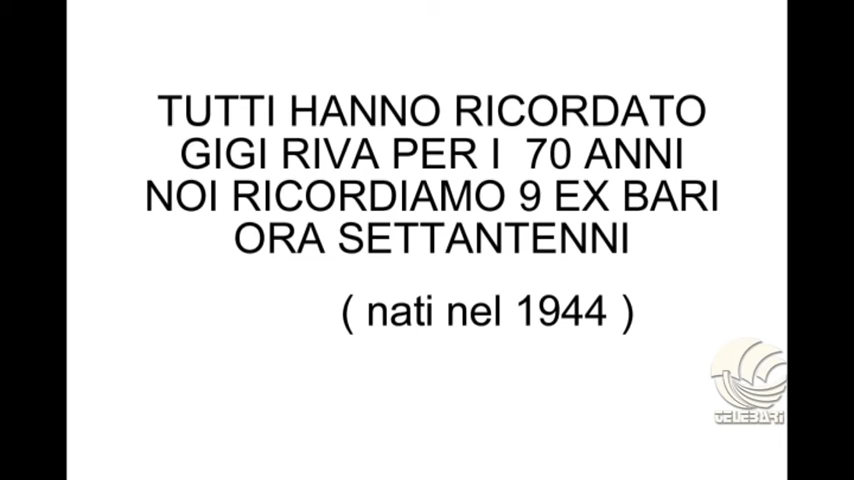 TUTTI HANNO RICORDATO
GIGI RIVA PER I  70 ANNI
NOI RICORDIAMO 9 EX BARI
ORA SETTANTENNI
( nati nel 1944 )
TELEBARI